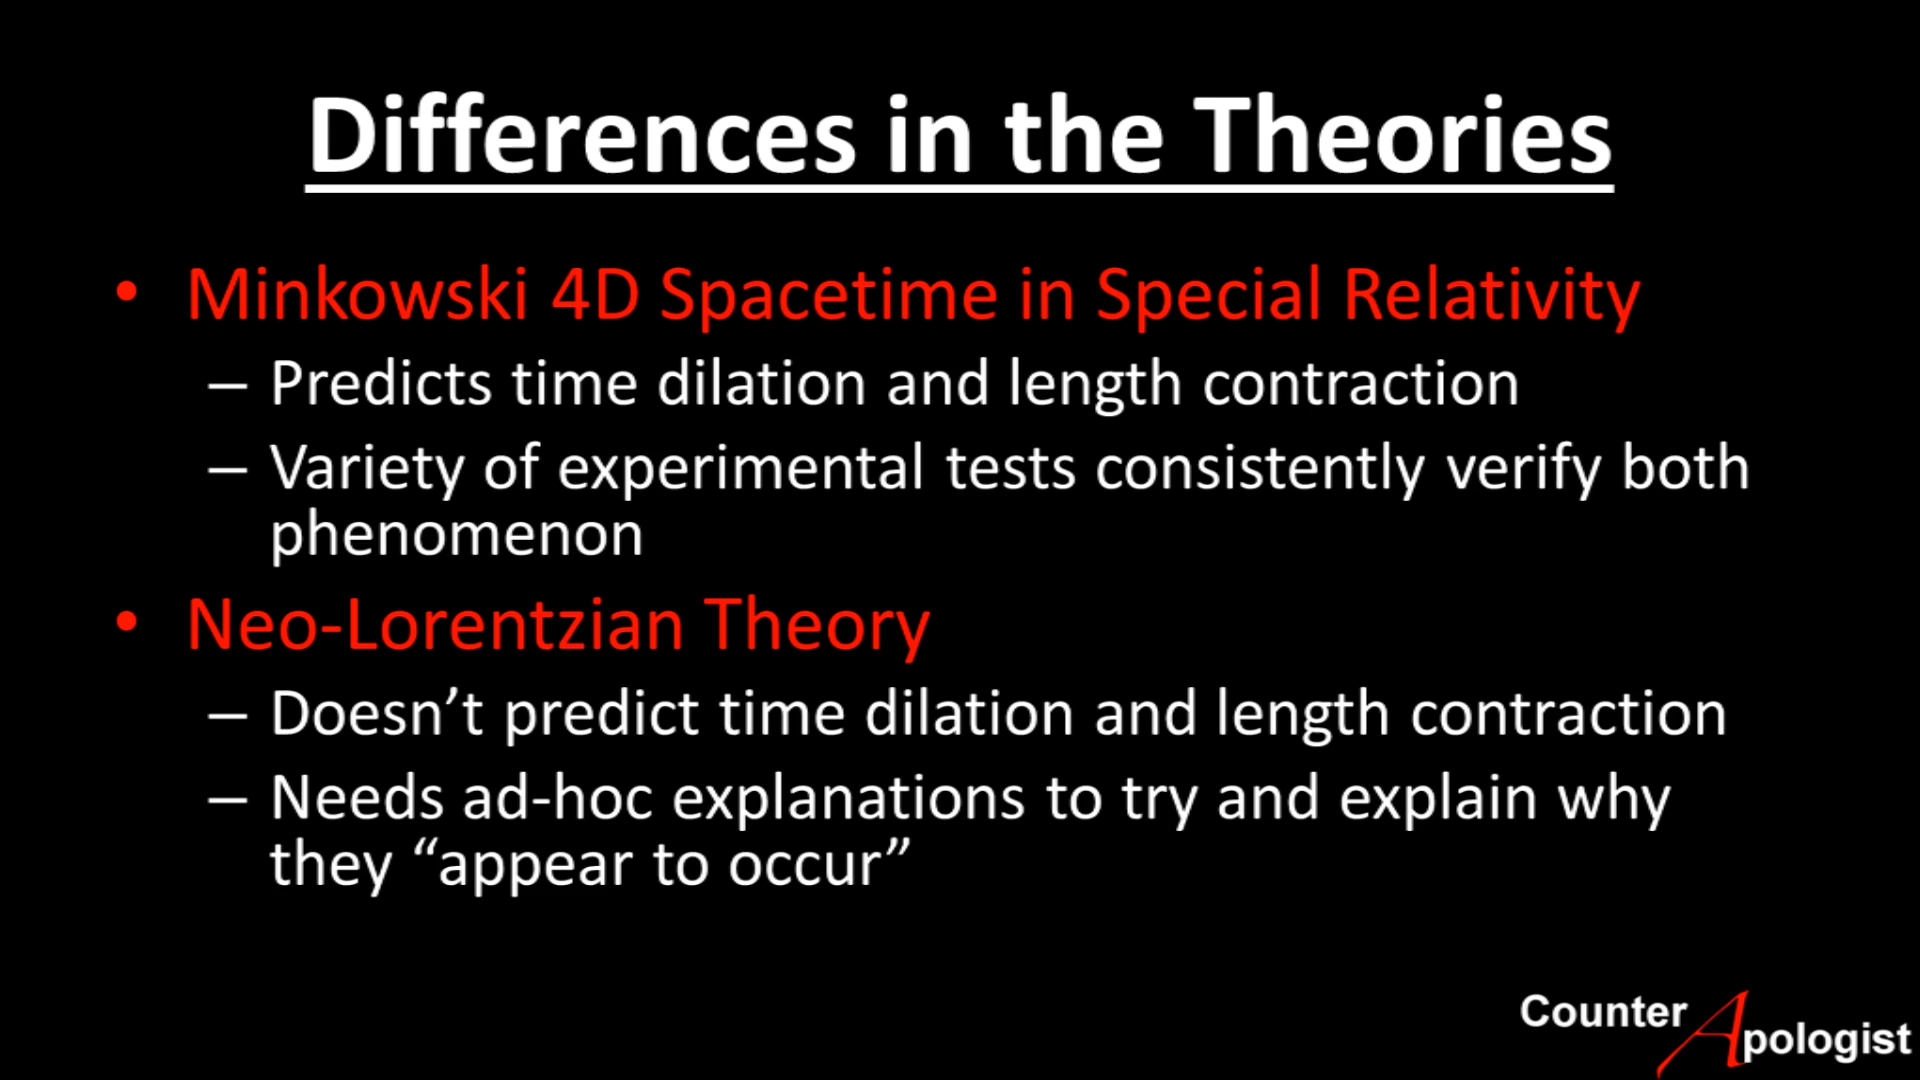 Differences in the Theories
• Minkowski 4D Spacetime in Special Relativity
– Predicts time dilation and length contraction
– Variety of experimental tests consistently verify both
phenomenon
• Neo-Lorentzian Theory
– Doesn’t predict time dilation and length contraction
– Needs ad-hoc explanations to try and explain why
they “appear to occur”
Counter
Apologist